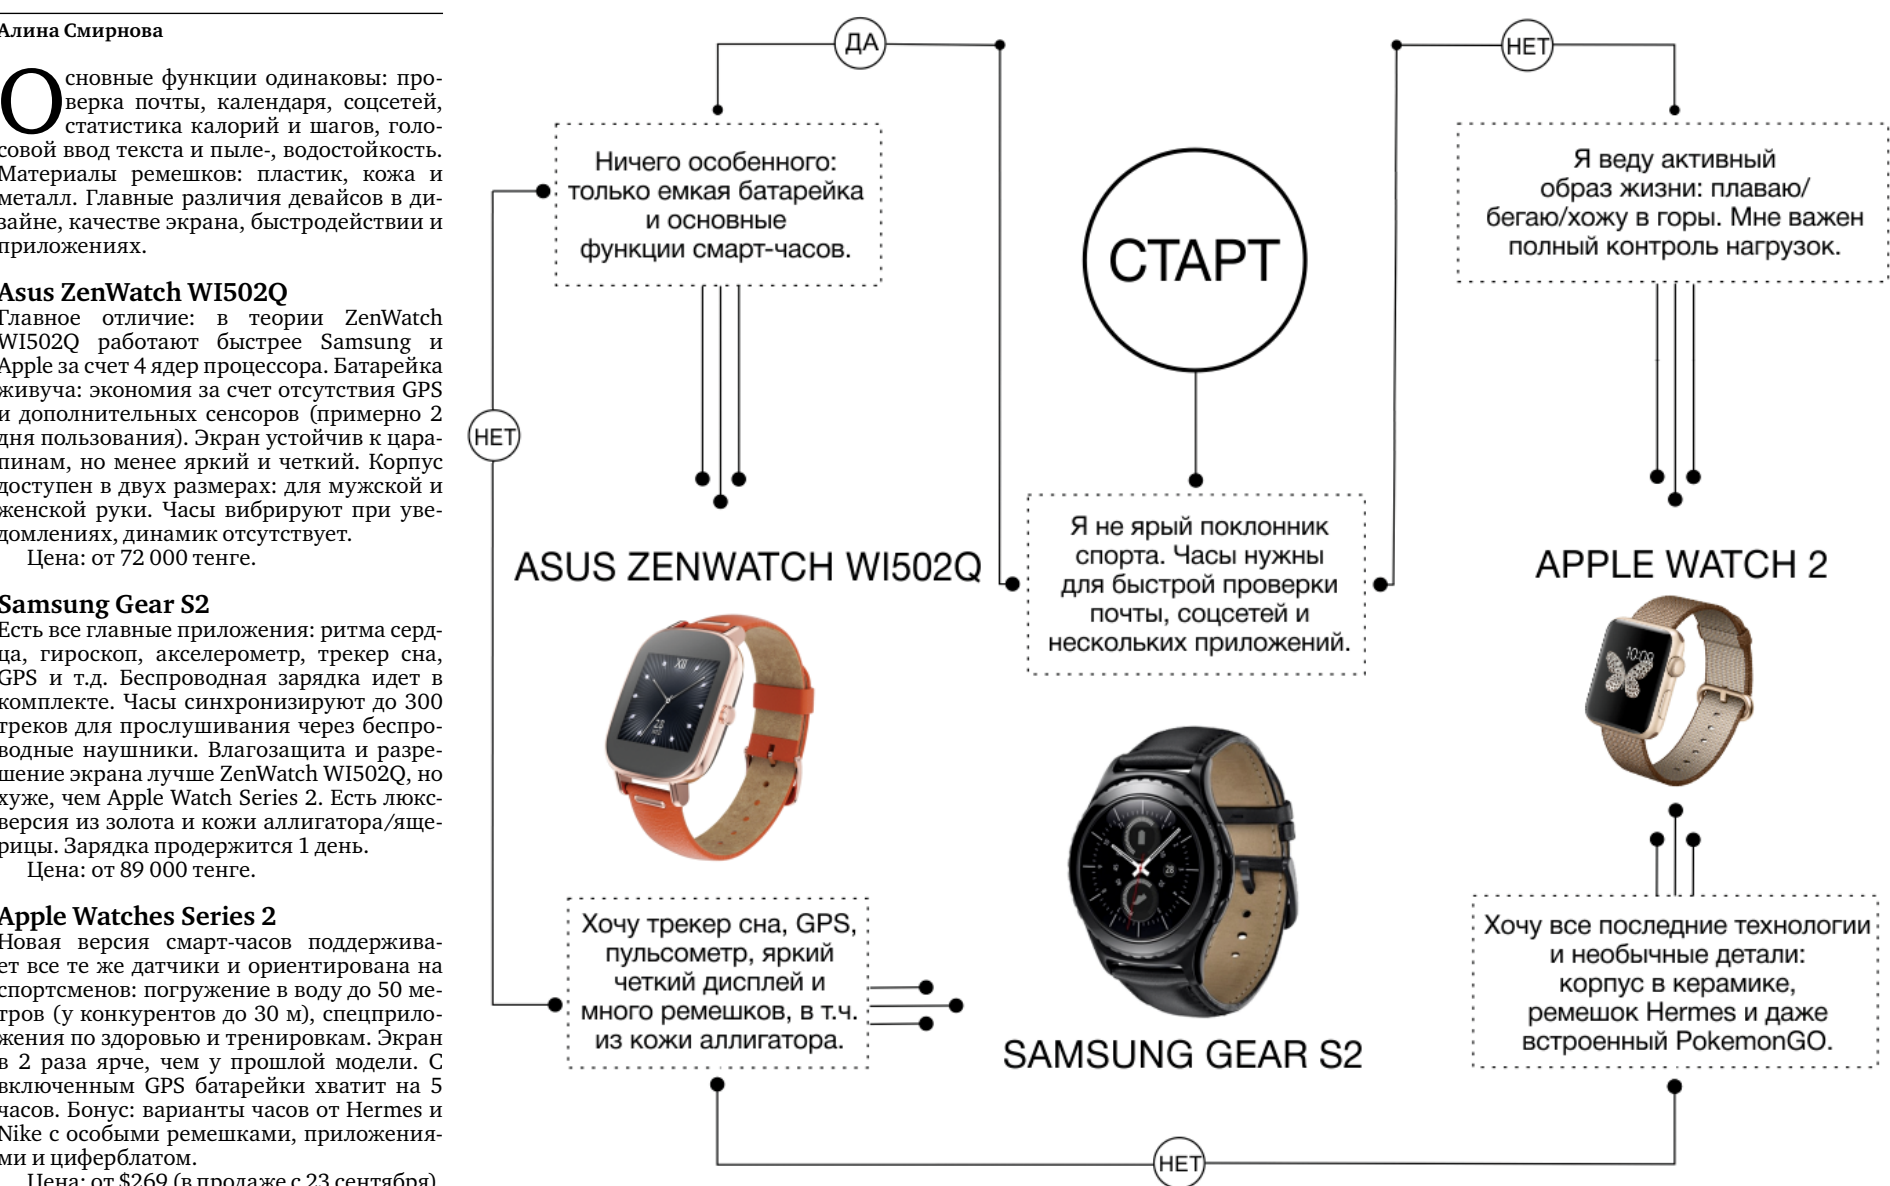 Алина Смирнова
Основные функции одинаковы: про-
верка почты, календаря, соцсетей,
статистика калорий и шагов, голо-
совой ввод текста и пыле-, водостойкость.
Материалы ремешков: пластик, кожа и
металл. Главные различия девайсов в ди-
зайне, качестве экрана, быстродействии и
приложениях.
Asus ZenWatch WI502Q
Главное отличие: в теории ZenWatch
WI502Q работают быстрее Samsung и
Apple за счет 4 ядер процессора. Батарейка
живуча: экономия за счет отсутствия GPS
и дополнительных сенсоров (примерно 2
дня пользования). Экран устойчив к цара-
пинам, но менее яркий и четкий. Корпус
доступен в двух размерах: для мужской и
женской руки. Часы вибрируют при уве-
домлениях, динамик отсутствует.
Цена: от 72 000 тенге.
Samsung Gear S2
Есть все главные приложения: ритма серд-
ца, гироскоп, акселерометр, трекер сна,
GPS и т.д. Беспроводная зарядка идет в
комплекте. Часы синхронизируют до 300
треков для прослушивания через беспро-
водные наушники. Влагозащита и разре-
шение экрана лучше ZenWatch WI502Q, но
хуже, чем Apple Watch Series 2. Есть люкс-
версия из золота и кожи аллигатора/яще-
рицы. Зарядка продержится 1 день.
Цена: от 89 000 тенге.
Apple Watches Series 2
Новая версия смарт-часов поддержива-
ет все те же датчики и ориентирована на
спортсменов: погружение в воду до 50 ме-
тров (у конкурентов до 30 м), спецприло-
жения по здоровью и тренировкам. Экран
в 2 раза ярче, чем у прошлой модели. С
включенным GPS батарейки хватит на 5
часов. Бонус: варианты часов от Hermes и
Nike с особыми ремешками, приложения-
ми и циферблатом.
Цена: от $269 (в продаже с 23 сентября)
СТАРТ
Я не ярый поклонник
спорта. Часы нужны
для быстрой проверки
почты, соцсетей и
нескольких приложений.
ДА
Ничего особенного:
только емкая батарейка
и основные
функции смарт-часов.
ASUS ZENWATCH WI502Q
XII
НЕТ
Хочу трекер сна, GPS,
пульсометр, яркий
четкий дисплей и
много ремешков, в т.ч.
из кожи аллигатора.
SAMSUNG GEAR S2
28
НЕТ
Я веду активный
образ жизни: плаваю/
бегаю/хожу в горы. Мне важен
полный контроль нагрузок.
APPLE WATCH 2
10:09
Хочу все последние технологии
и необычные детали:
корпус в керамике,
ремешок Hermes и даже
встроенный PokemonGO.
НЕТ